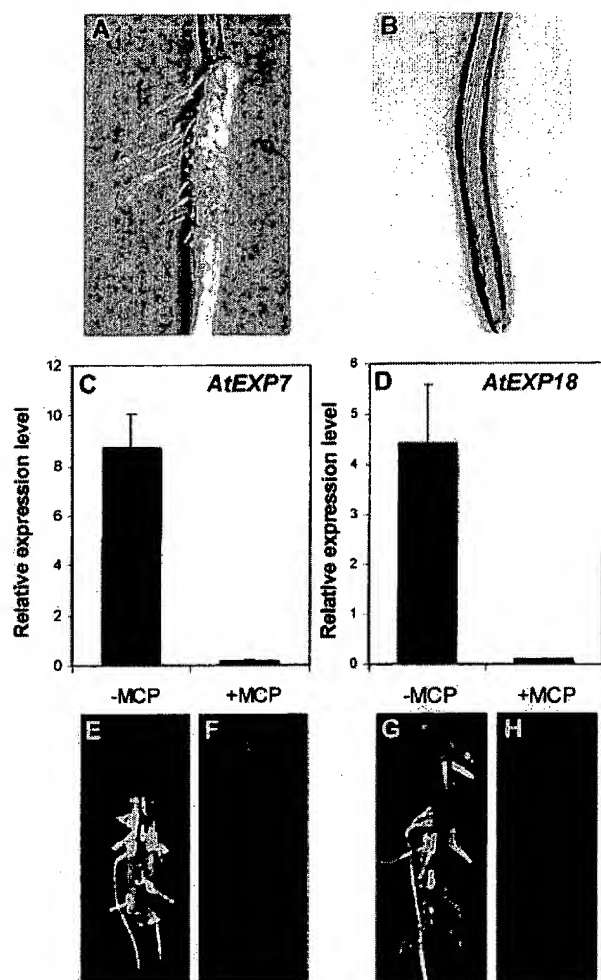 A
B
C
AtEXP7
Relative expression level
12
10
8
6
4
2
0
-MCP
+MCP
D
AtEXP18
Relative expression level
6
5
4
3
2
1
0
-MCP
+MCP
E
F
G
H